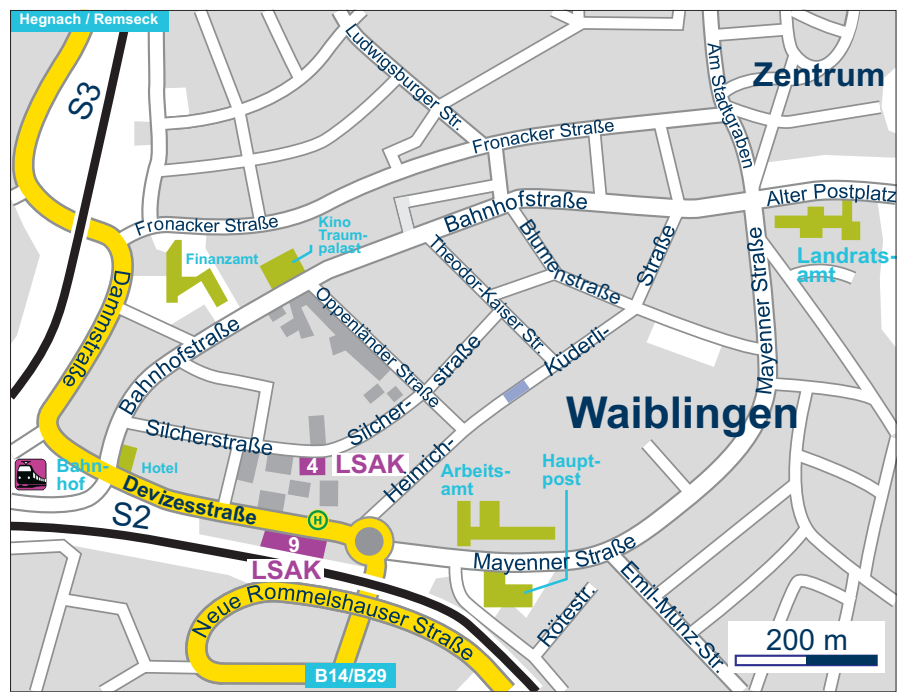 Hegnach / Remseck
S3
Ludwigsburger Str.
Am Stadtgraben
Zentrum
Fronacker Straße
Alter Postplatz
Bahnhofstraße
Fronacker Straße
Kino
Traum-
palast
Finanzamt
Blumenstraße
Straße
Mayenner Straße
Landrats-
amt
Theodor-Kaiser Str.
Dammstraße
Oppenländer Straße
Bahnhofstraße
Küderli-
straße
Silcher-
Waiblingen
Silcherstraße
Heinrich-
4
LSAK
Bahn-
hof
Hotel
Arbeits-
amt
Haupt-
post
Devizesstraße
S2
H
9
LSAK
Mayenner Straße
Neue Rommelshauser Straße
Rötestr.
Emil-Münz-Str.
B14/B29
200 m